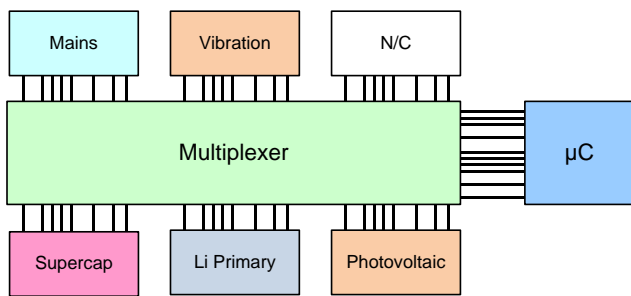 Mains
Vibration
N/C
Multiplexer
µC
Supercap
Li Primary
Photovoltaic